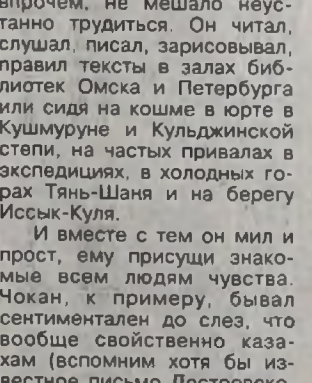 впрочем, не мешало неус-
танно трудиться. Он читал,
слушал, писал, зарисовывал,
правил тексты в залах биб-
лиотек Омска и Петербурга
или сидя на кошме в юрте в
Кушмуруне и Кульджинской
степи, на частых привалах в
экспедициях, в холодных го-
рах Тянь-Шаня и на берегу
Иссык-Куля.
И вместе с тем он мил и
прост, ему присущи знако-
мые всем людям чувства.
Чокан, к примеру, бывал
сентиментален до слез, что
вообще свойственно каза-
хам (вспомним хотя бы из-
вестное письмо Достоевско-